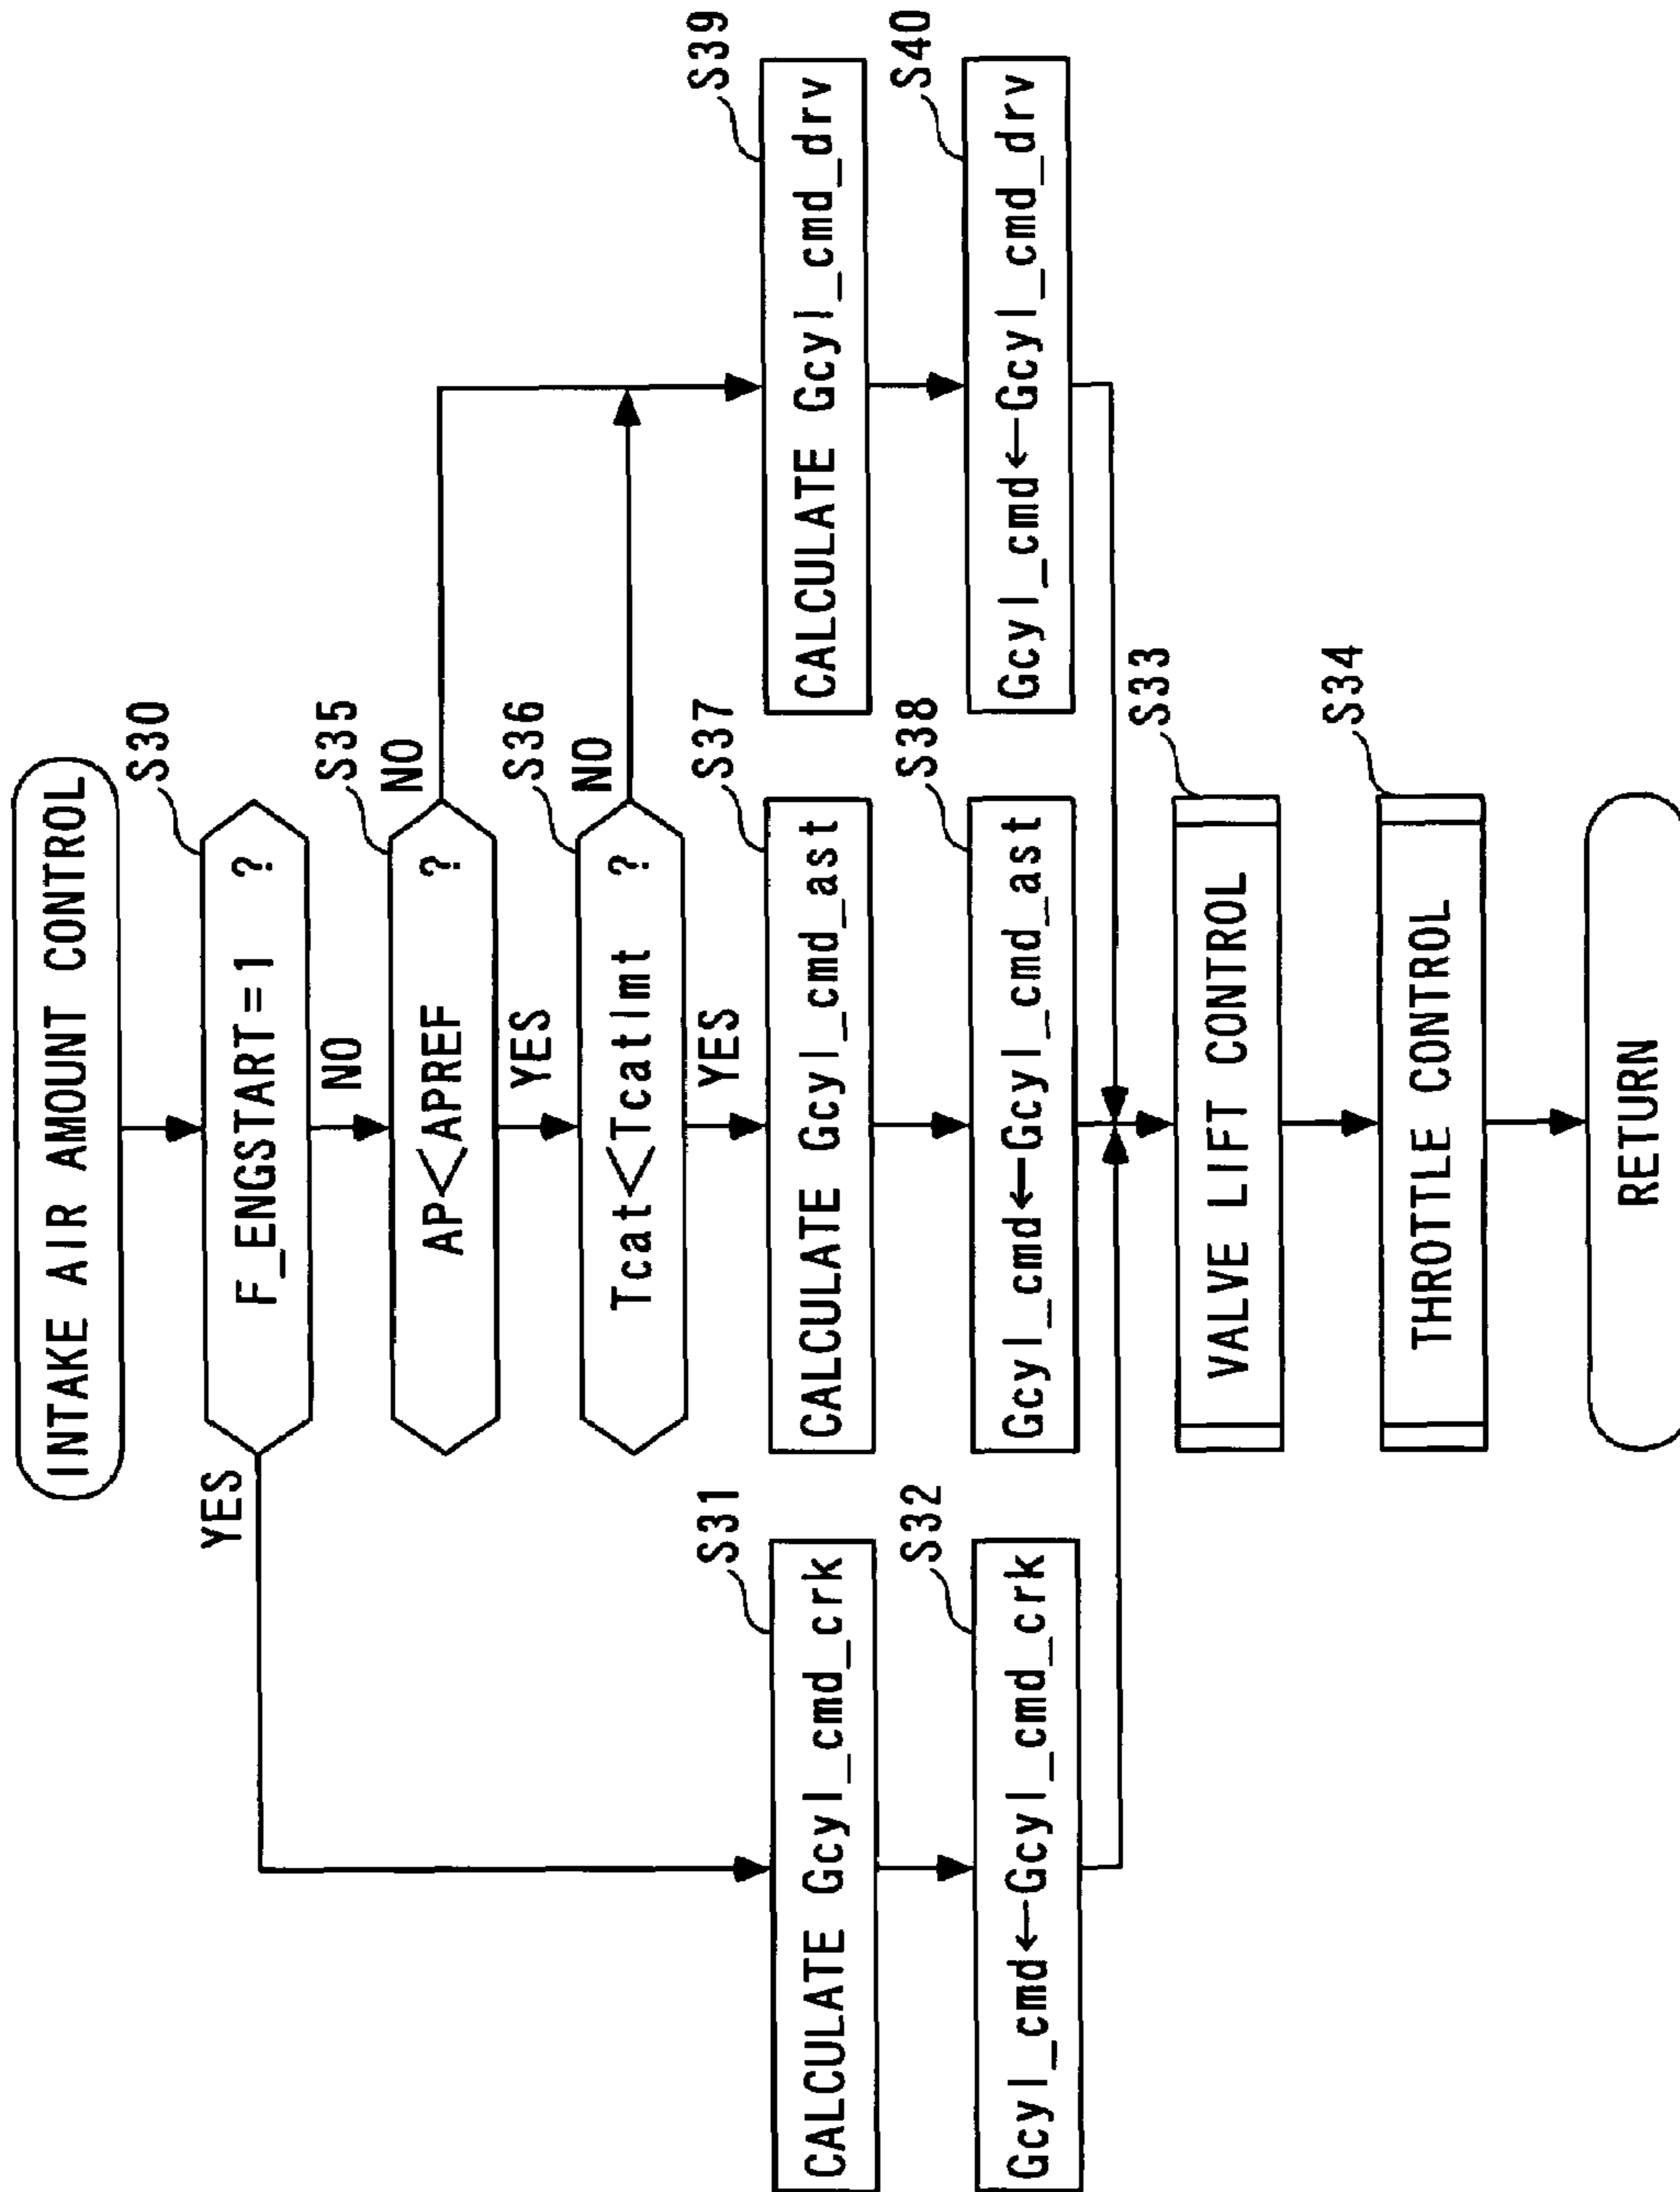 INTAKE AIR AMOUNT CONTROL
S30
F_ENGSTART=1 ?
YES
NO
S35
AP<APREF ?
NO
YES
S36
Tcat<Tcatlmt ?
NO
YES
S31
CALCULATE Gcyl_cmd_crk
S37
CALCULATE Gcyl_cmd_ast
S39
CALCULATE Gcyl_cmd_drv
S32
Gcyl_cmd←Gcyl_cmd_crk
S38
Gcyl_cmd←Gcyl_cmd_ast
S40
Gcyl_cmd←Gcyl_cmd_drv
S33
VALVE LIFT CONTROL
S34
THROTTLE CONTROL
RETURN